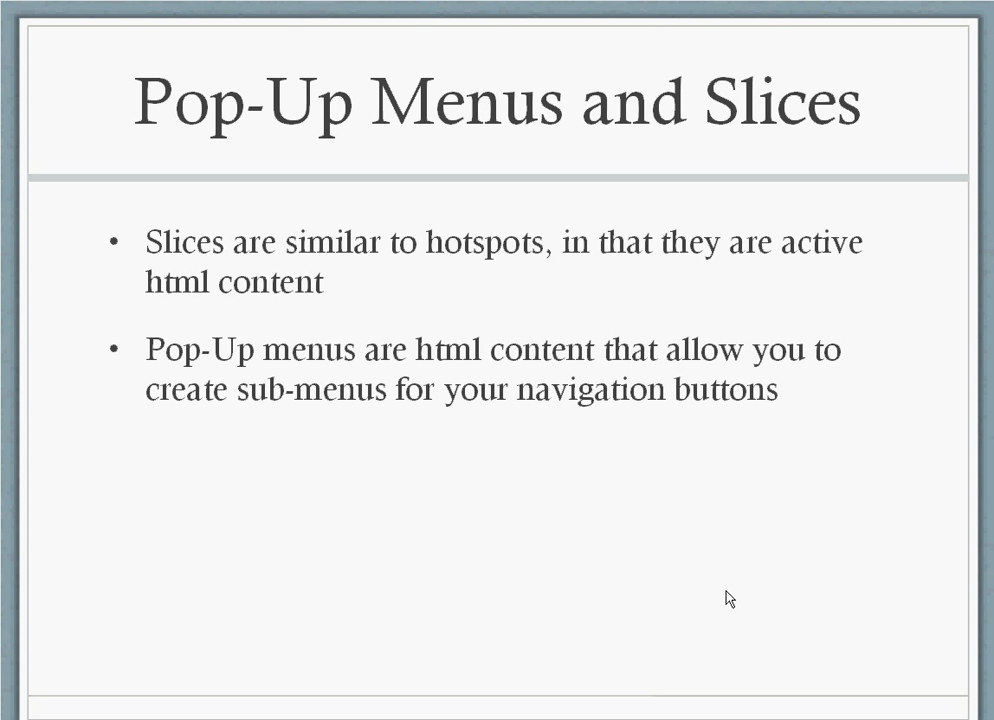 Pop-Up Menus and Slices
• Slices are similar to hotspots, in that they are active
html content
• Pop-Up menus are html content that allow you to
create sub-menus for your navigation buttons